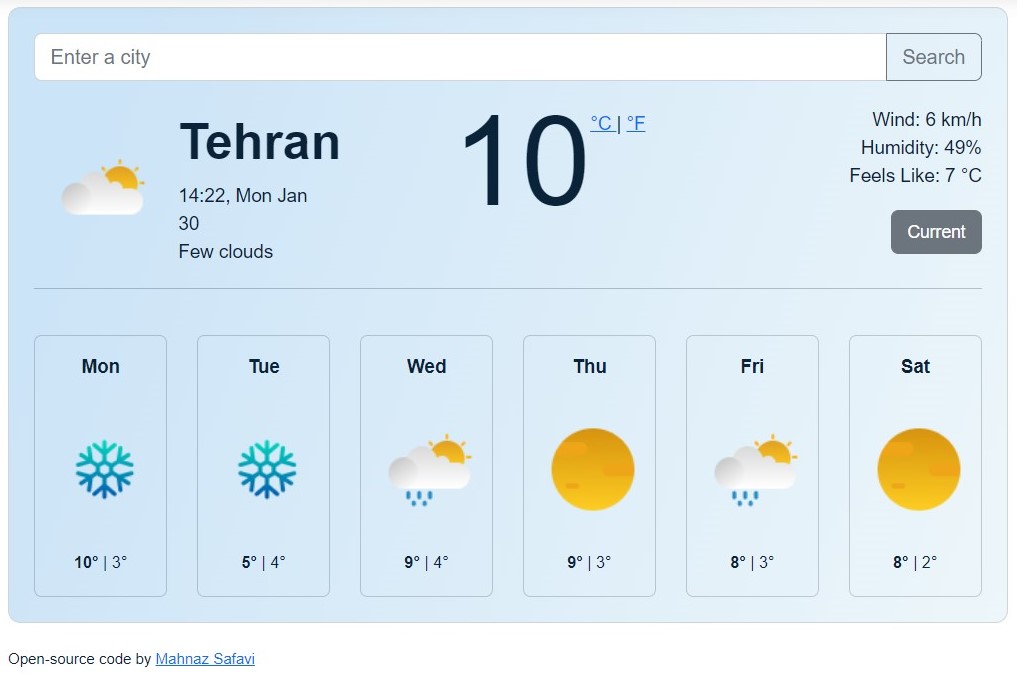 Enter a city
Search
Tehran
14:22, Mon Jan
30
Few clouds
10 °C | °F
Wind: 6 km/h
Humidity: 49%
Feels Like: 7 °C
Current
Mon
Tue
Wed
Thu
Fri
Sat
10° | 3°
5° | 4°
9° | 4°
9° | 3°
8° | 3°
8° | 2°
Open-source code by Mahnaz Safavi